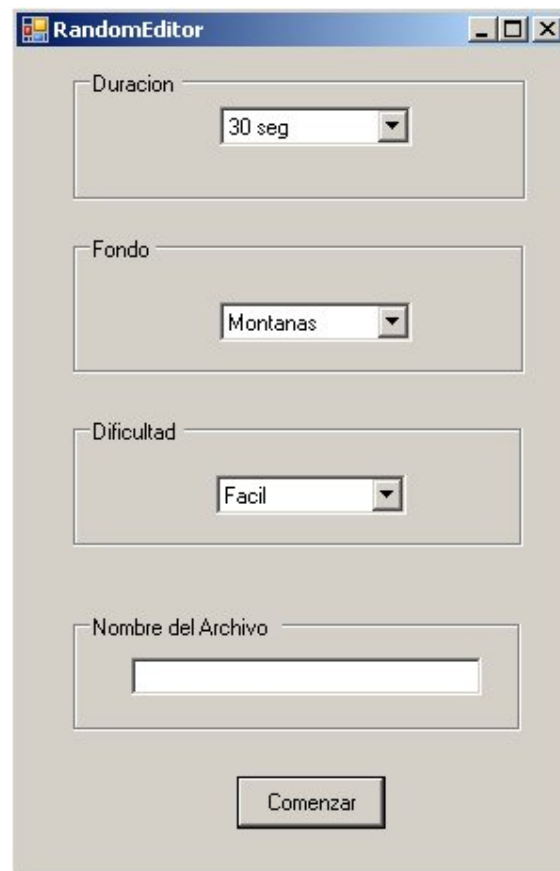 RandomEditor
Duracion
30 seg
Fondo
Montanas
Dificultad
Facil
Nombre del Archivo
Comenzar